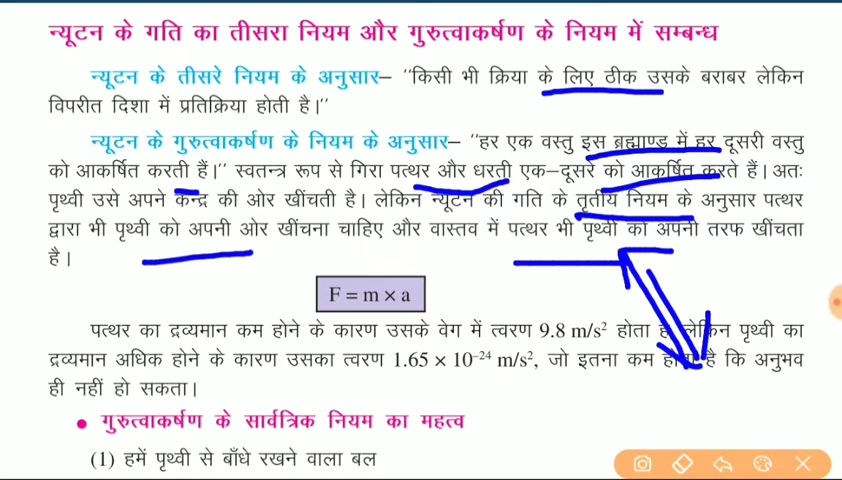 न्यूटन के गति का तीसरा नियम और गुरुत्वाकर्षण के नियम में सम्बन्ध
न्यूटन के तीसरे नियम के अनुसार– ''किसी भी क्रिया के लिए ठीक उसके बराबर लेकिन
विपरीत दिशा में प्रतिक्रिया होती है।''
न्यूटन के गुरुत्वाकर्षण के नियम के अनुसार– ''हर एक वस्तु इस ब्रह्माण्ड में हर दूसरी वस्तु
को आकर्षित करती हैं।'' स्वतन्त्र रूप से गिरा पत्थर और धरती एक–दूसरे को आकर्षित करते हैं। अतः
पृथ्वी उसे अपने केन्द्र की ओर खींचती है। लेकिन न्यूटन की गति के तृतीय नियम के अनुसार पत्थर
द्वारा भी पृथ्वी को अपनी ओर खींचना चाहिए और वास्तव में पत्थर भी पृथ्वी को अपनी तरफ खींचता
है।
F = m × a
पत्थर का द्रव्यमान कम होने के कारण उसके वेग में त्वरण 9.8 m/s² होता है लेकिन पृथ्वी का
द्रव्यमान अधिक होने के कारण उसका त्वरण 1.65 × 10⁻²⁴ m/s², जो इतना कम होता है कि अनुभव
ही नहीं हो सकता।
• गुरुत्वाकर्षण के सार्वत्रिक नियम का महत्व
(1) हमें पृथ्वी से बाँधे रखने वाला बल